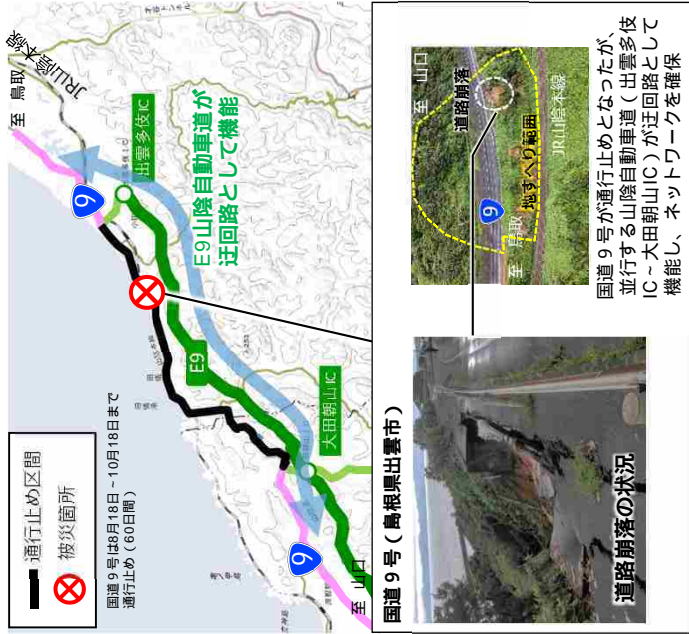 通行止め区間
被災箇所
国道９号は8月18日～10月18日まで
通行止め（60日間）
至 鳥取
JR山陰本線
9
出雲多伎IC
E9山陰自動車道が
迂回路として機能
E9
大田朝山IC
9
至 山口
国道９号（島根県出雲市）
道路崩落の状況
至 山口
道路崩落
9
地すべり範囲
至 鳥取
JR山陰本線
国道９号が通行止めとなったが、
並行する山陰自動車道（出雲多伎
IC～大田朝山IC）が迂回路として
機能し、ネットワークを確保